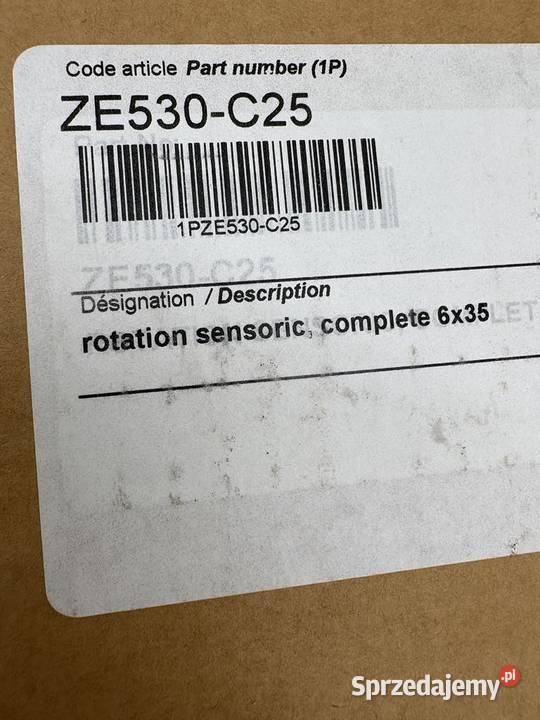 Code article Part number (1P)
ZE530-C25
1PZE530-C25
ZE530-C25
Désignation / Description
rotation sensoric, complete 6x35
Sprzedajemy.pl